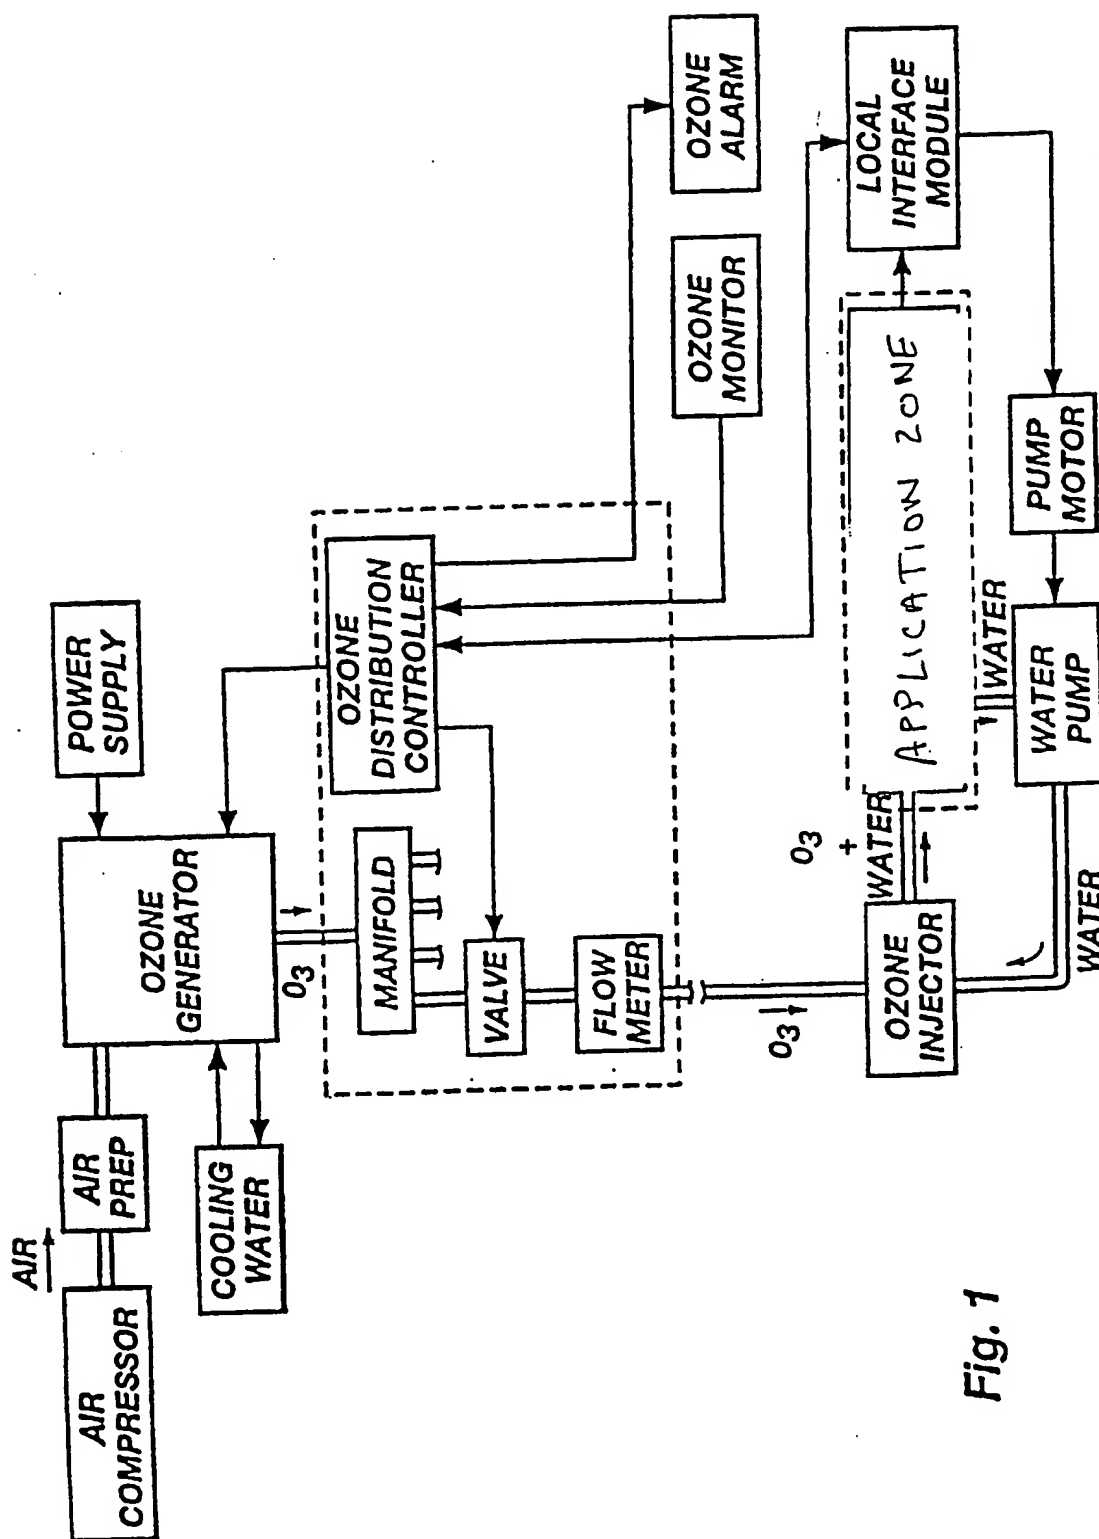 AIR
COMPRESSOR
AIR
AIR
PREP
COOLING
WATER
OZONE
GENERATOR
POWER
SUPPLY
O3
MANIFOLD
VALVE
FLOW
METER
OZONE
DISTRIBUTION
CONTROLLER
OZONE
MONITOR
OZONE
ALARM
O3
OZONE
INJECTOR
O3
+
WATER
APPLICATION ZONE
LOCAL
INTERFACE
MODULE
WATER
WATER
PUMP
PUMP
MOTOR
WATER
Fig. 1